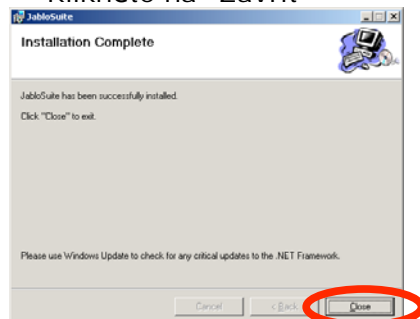 Klikněte na "Zavřít"
JabloSuite
Installation Complete
JabloSuite has been successfully installed.
Click "Close" to exit.
Please use Windows Update to check for any critical updates to the .NET Framework.
Cancel
< Back
Close